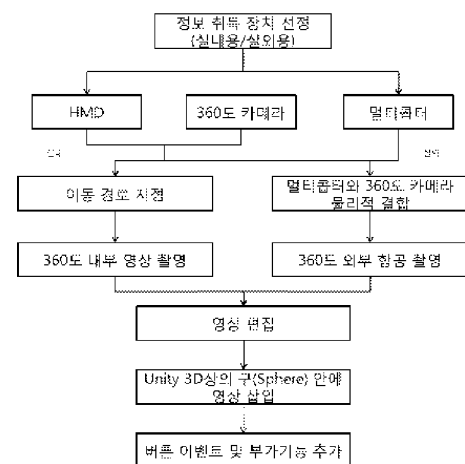 정보 취득 장치 선정
(실내용/실외용)
HMD
360도 카메라
멀티콥터
실내
실외
이동 경로 지정
멀티콥터와 360도 카메라
물리적 결합
360도 내부 영상 촬영
360도 외부 항공 촬영
영상 편집
Unity 3D상의 구(Sphere) 안에
영상 삽입
버튼 이벤트 및 부가기능 추가